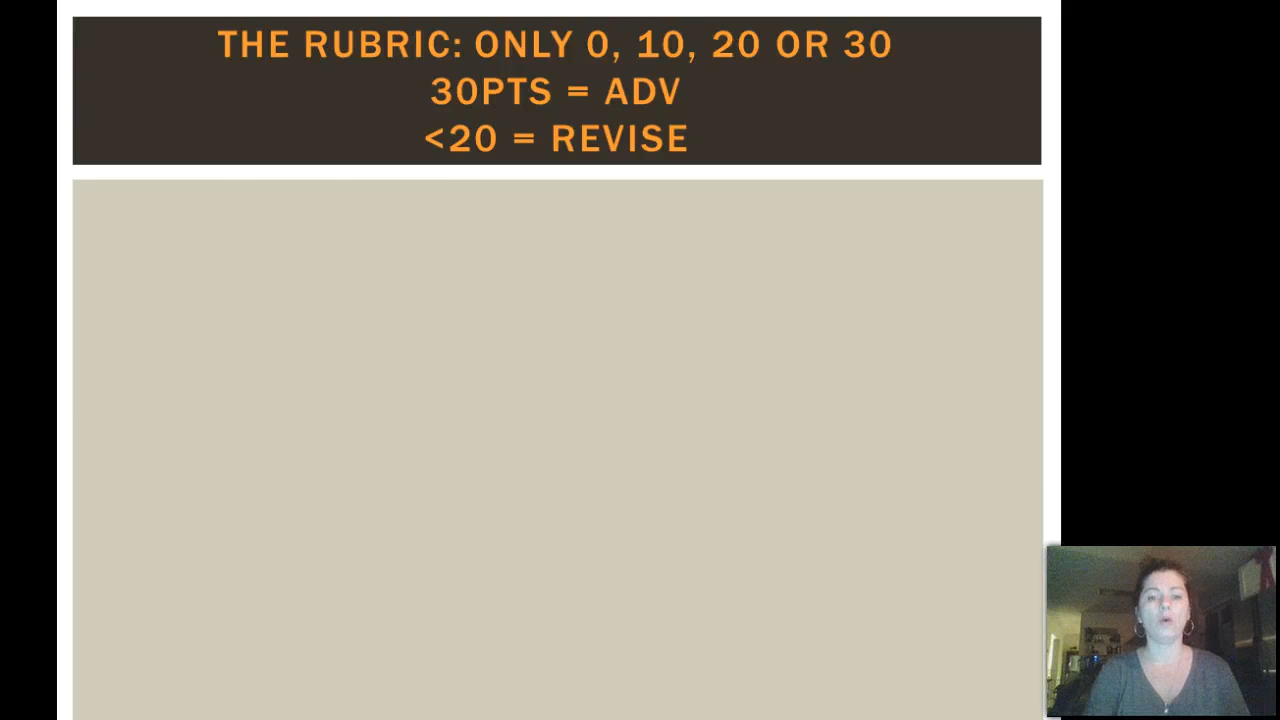 THE RUBRIC: ONLY 0, 10, 20 OR 30
30PTS = ADV
<20 = REVISE